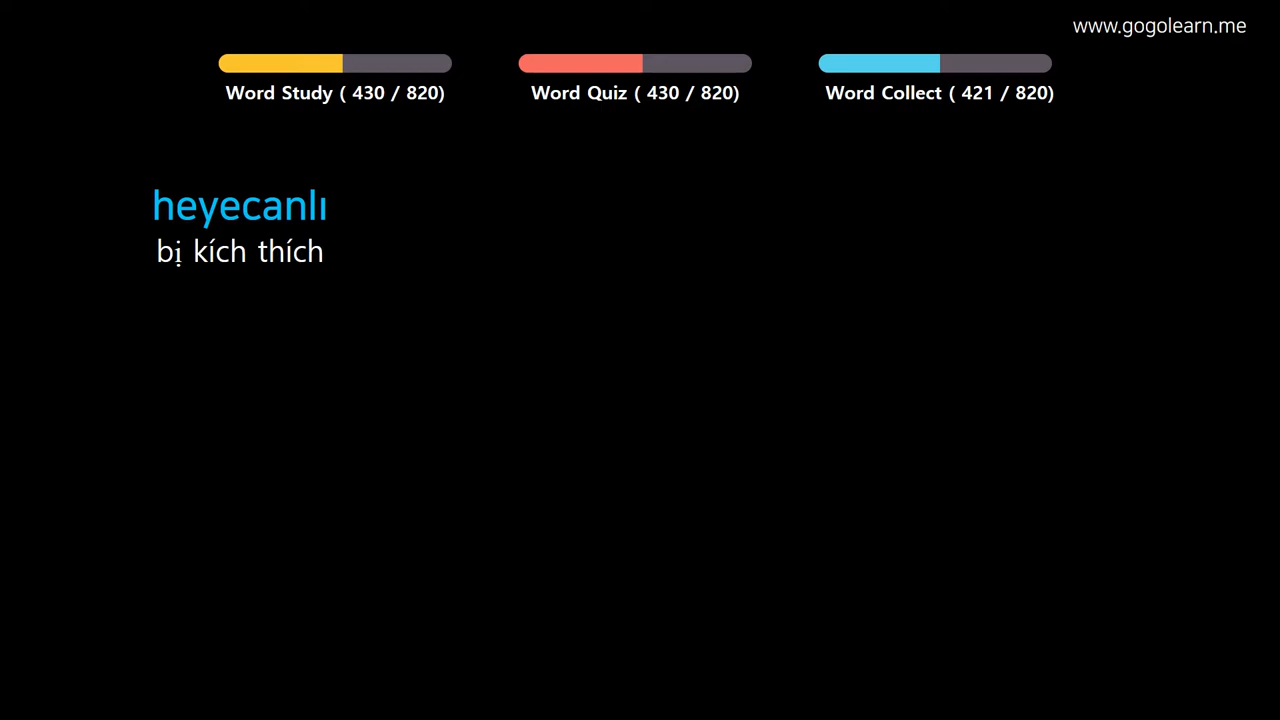 www.gogolearn.me
Word Study ( 430 / 820)
Word Quiz ( 430 / 820)
Word Collect ( 421 / 820)
heyecanlı
bị kích thích